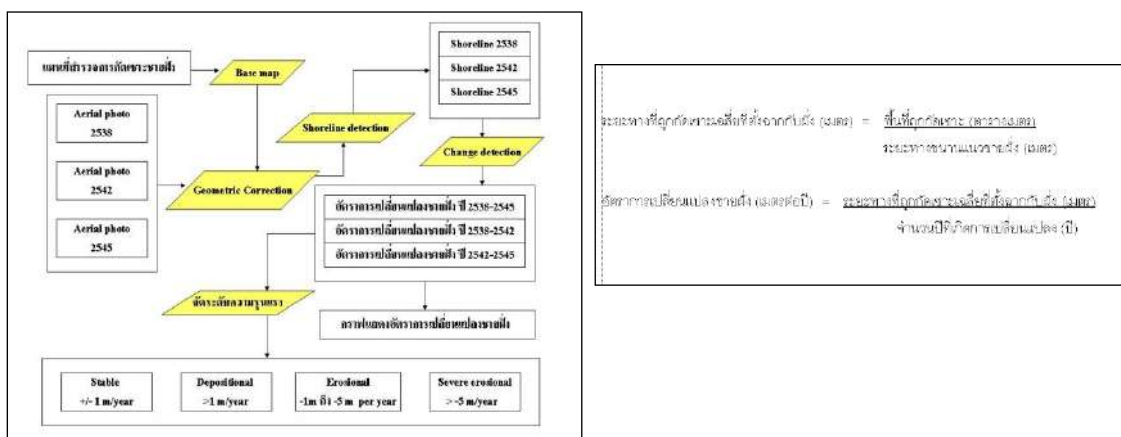 แผนที่สำรวจการกัดเซาะชายฝั่ง
Base map
Aerial photo
2538
Aerial photo
2542
Aerial photo
2545
Geometric Correction
Shoreline detection
Shoreline 2538
Shoreline 2542
Shoreline 2545
Change detection
อัตราการเปลี่ยนแปลงชายฝั่ง ปี 2538-2545
อัตราการเปลี่ยนแปลงชายฝั่ง ปี 2538-2542
อัตราการเปลี่ยนแปลงชายฝั่ง ปี 2542-2545
จัดระดับความรุนแรง
กราฟแสดงอัตราการเปลี่ยนแปลงชายฝั่ง
Stable
+/- 1 m/year
Depositional
>1 m/year
Erosional
-1m ถึง -5 m per year
Severe erosional
> -5 m/year
ระยะทางที่ถูกกัดเซาะเฉลี่ยที่ตั้งฉากกับฝั่ง (เมตร) = พื้นที่ถูกกัดเซาะ (ตารางเมตร)
ระยะทางขนานแนวชายฝั่ง (เมตร)
อัตราการเปลี่ยนแปลงชายฝั่ง (เมตรต่อปี) = ระยะทางที่ถูกกัดเซาะเฉลี่ยที่ตั้งฉากกับฝั่ง (เมตร)
จำนวนปีที่เกิดการเปลี่ยนแปลง (ปี)